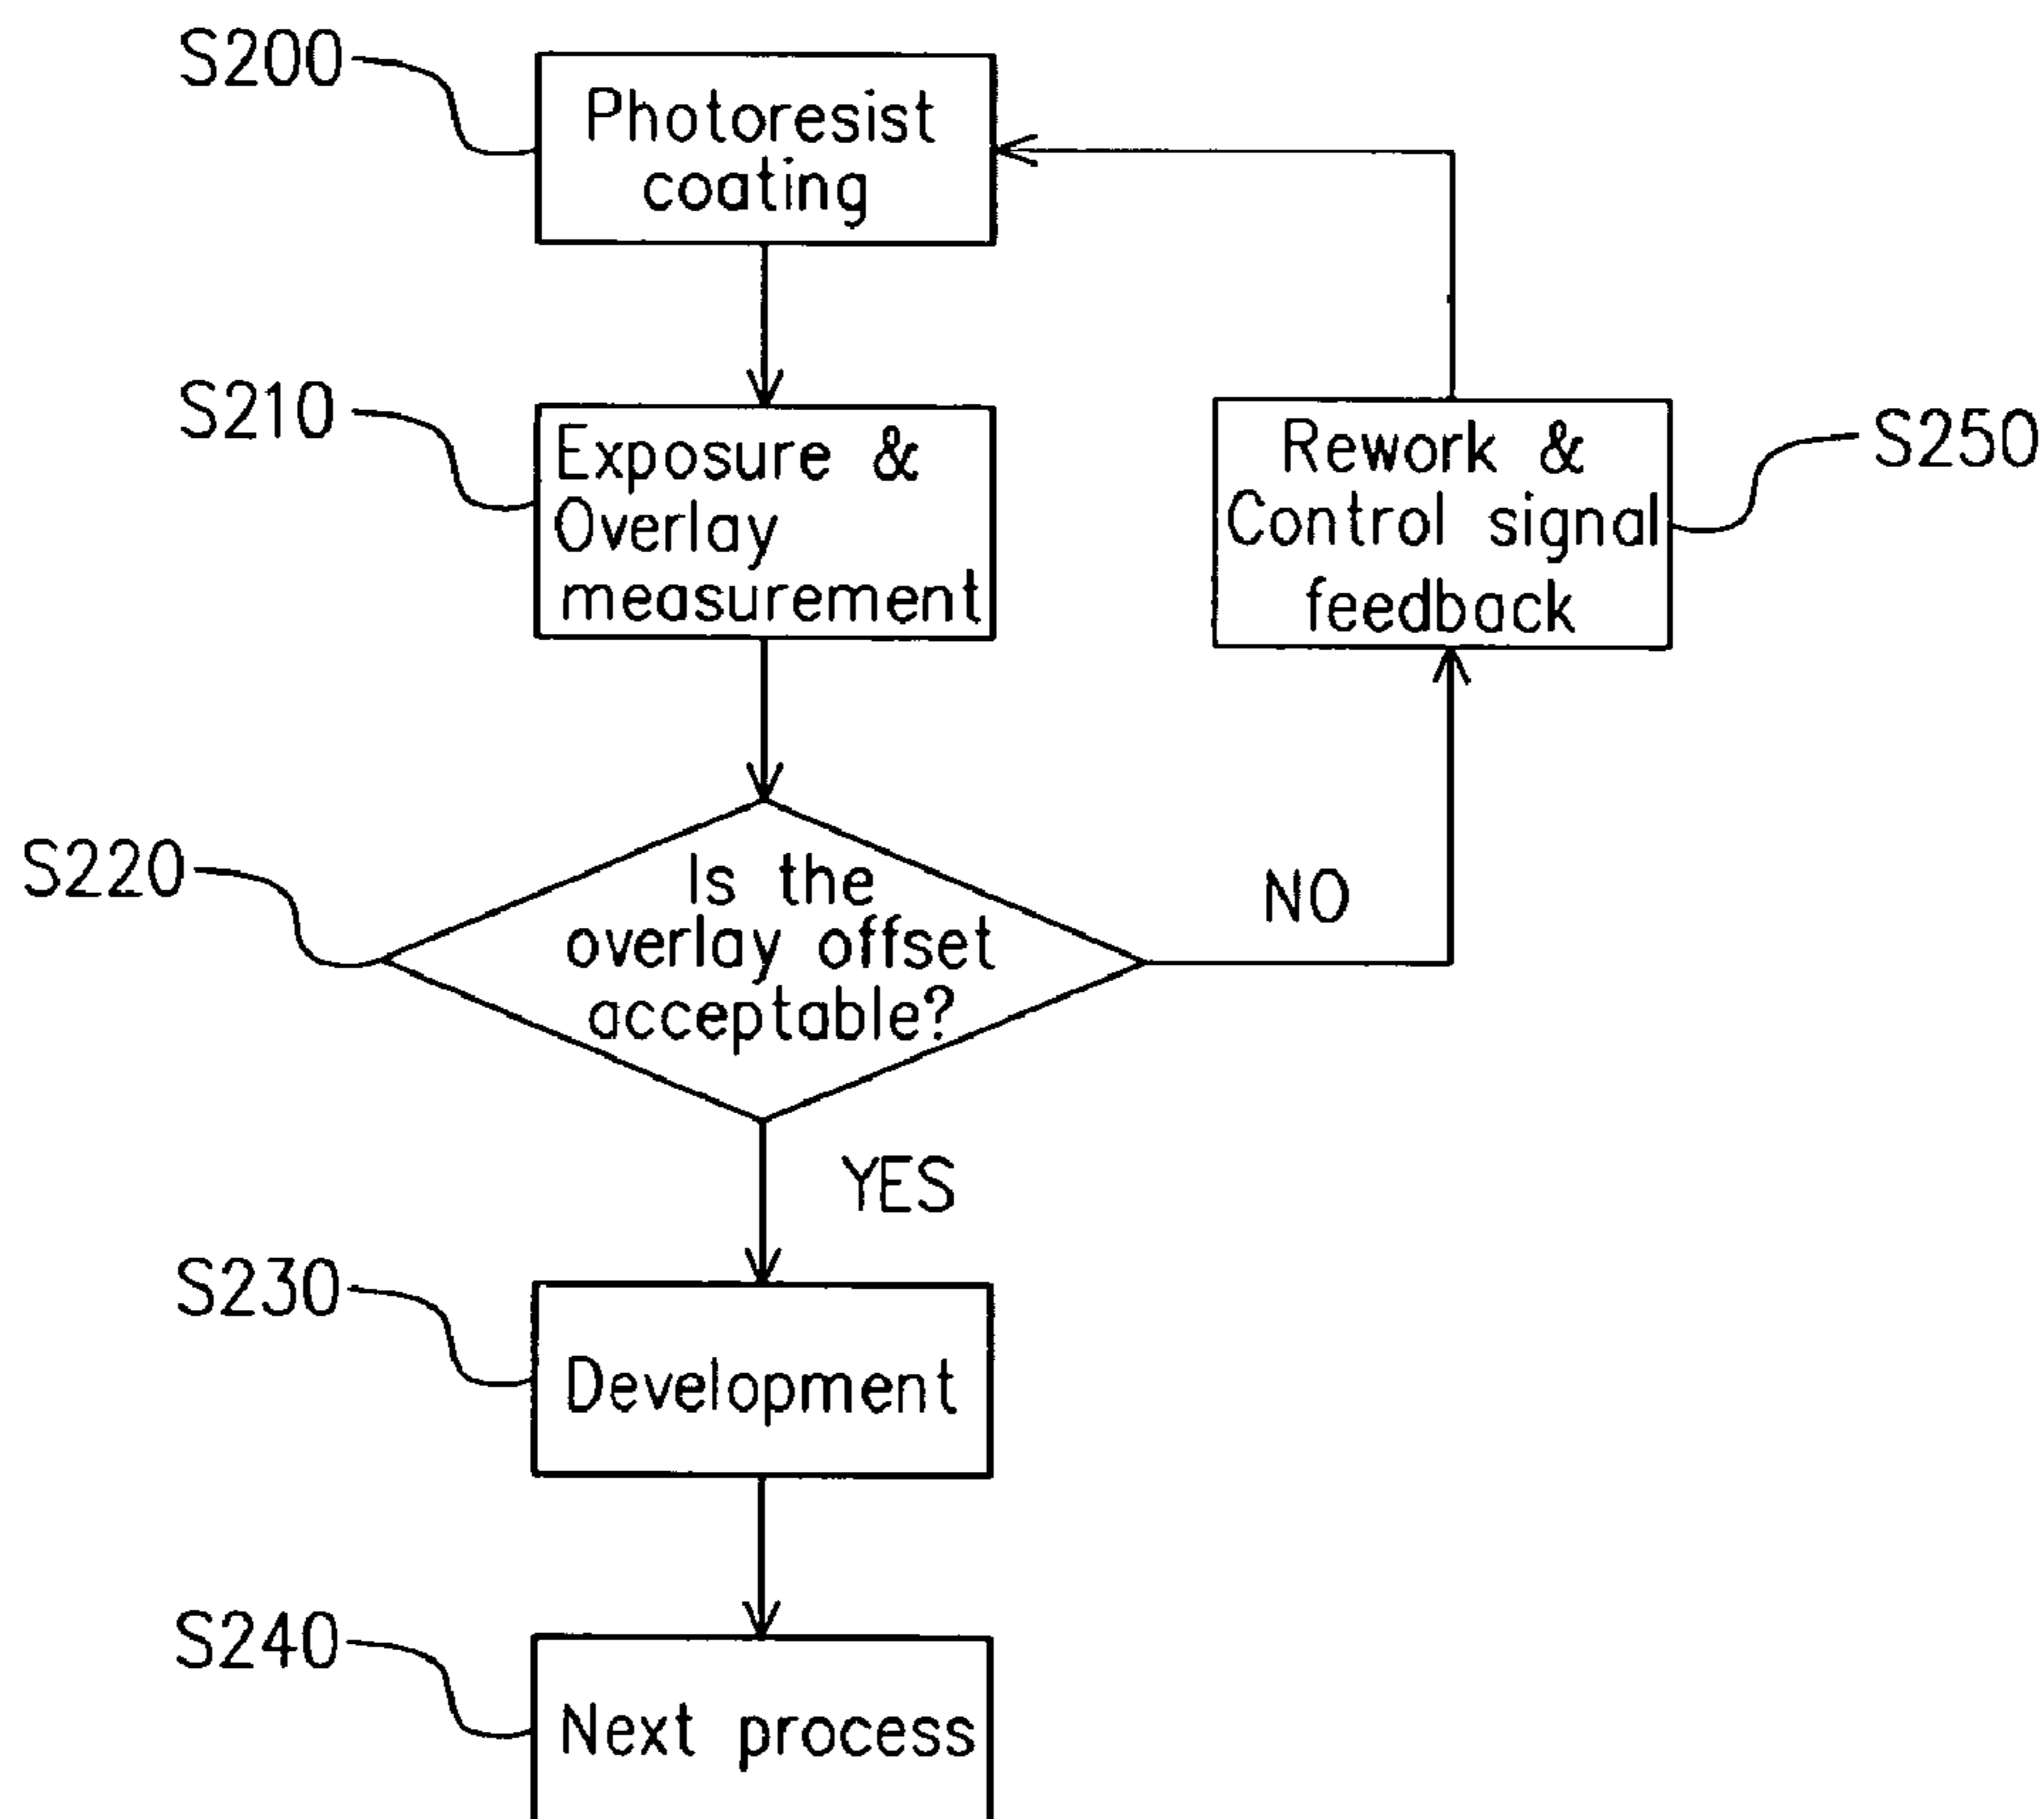 S200
Photoresist
coating
S210
Exposure &
Overlay
measurement
Rework &
Control signal
feedback
S250
S220
Is the
overlay offset
acceptable?
NO
YES
S230
Development
S240
Next process